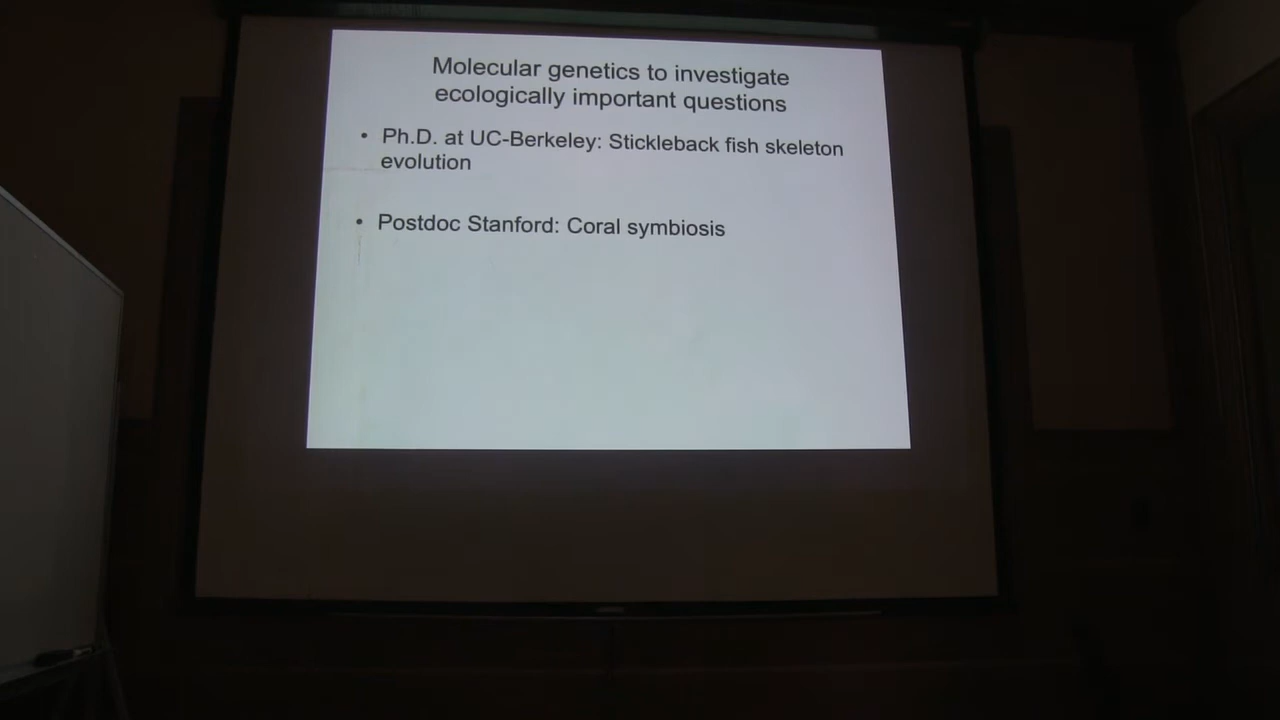 Molecular genetics to investigate
ecologically important questions
• Ph.D. at UC-Berkeley: Stickleback fish skeleton
evolution
• Postdoc Stanford: Coral symbiosis